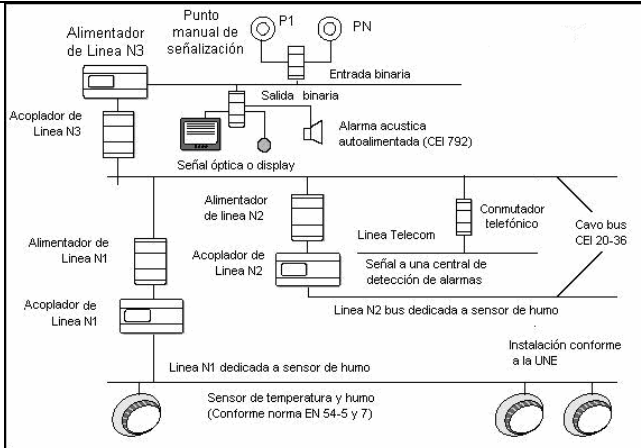 Alimentador
de Linea N3
Punto
manual de
señalización
P1
PN
Entrada binaria
Salida binaria
Acoplador de
Linea N3
Alarma acustica
autoalimentada (CEI 792)
Señal óptica o display
Alimentador
de linea N2
Conmutador
telefónico
Cavo bus
CEI 20-36
Linea Telecom
Alimentador de
Linea N1
Acoplador de
Linea N2
Señal a una central de
detección de alarmas
Acoplador de
Linea N1
Linea N2 bus dedicada a sensor de humo
Instalación conforme
a la UNE
Linea N1 dedicada a sensor de humo
Sensor de temperatura y humo
(Conforme norma EN 54-5 y 7)